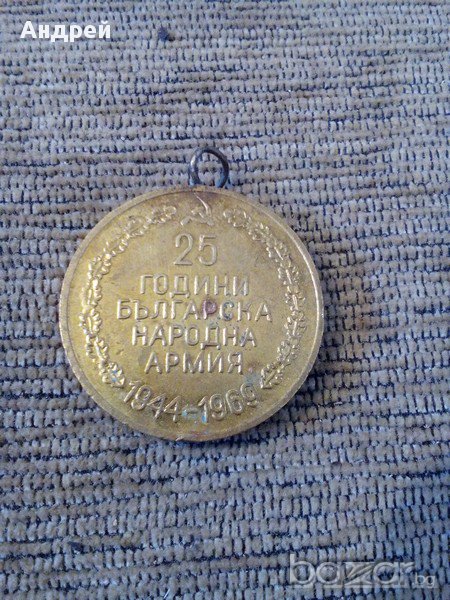 Андрей
25
ГОДИНИ
БЪЛГАРСКА
НАРОДНА
АРМИЯ
1944-1969
bazar.bg